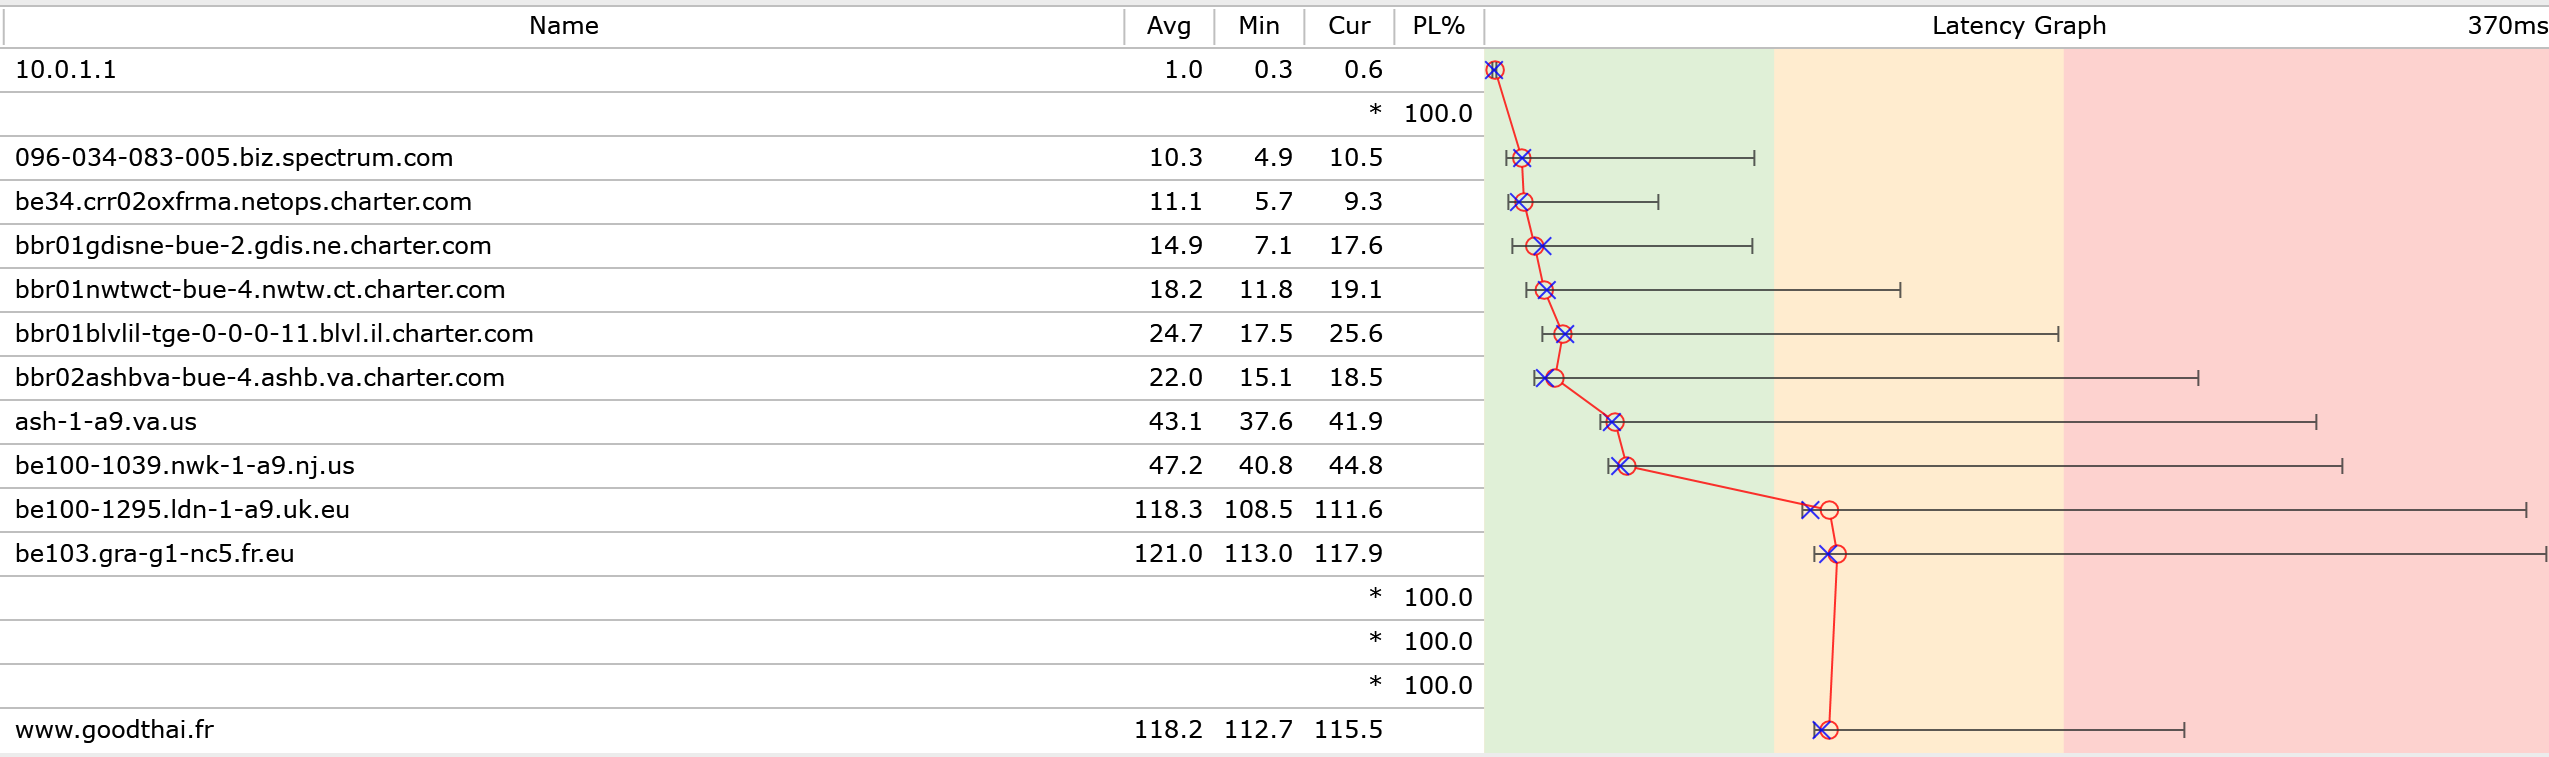 Name Avg Min Cur PL% Latency Graph 370ms
10.0.1.1 1.0 0.3 0.6
* 100.0
096-034-083-005.biz.spectrum.com 10.3 4.9 10.5
be34.crr02oxfrma.netops.charter.com 11.1 5.7 9.3
bbr01gdisne-bue-2.gdis.ne.charter.com 14.9 7.1 17.6
bbr01nwtwct-bue-4.nwtw.ct.charter.com 18.2 11.8 19.1
bbr01blvlil-tge-0-0-0-11.blvl.il.charter.com 24.7 17.5 25.6
bbr02ashbva-bue-4.ashb.va.charter.com 22.0 15.1 18.5
ash-1-a9.va.us 43.1 37.6 41.9
be100-1039.nwk-1-a9.nj.us 47.2 40.8 44.8
be100-1295.ldn-1-a9.uk.eu 118.3 108.5 111.6
be103.gra-g1-nc5.fr.eu 121.0 113.0 117.9
* 100.0
* 100.0
* 100.0
www.goodthai.fr 118.2 112.7 115.5